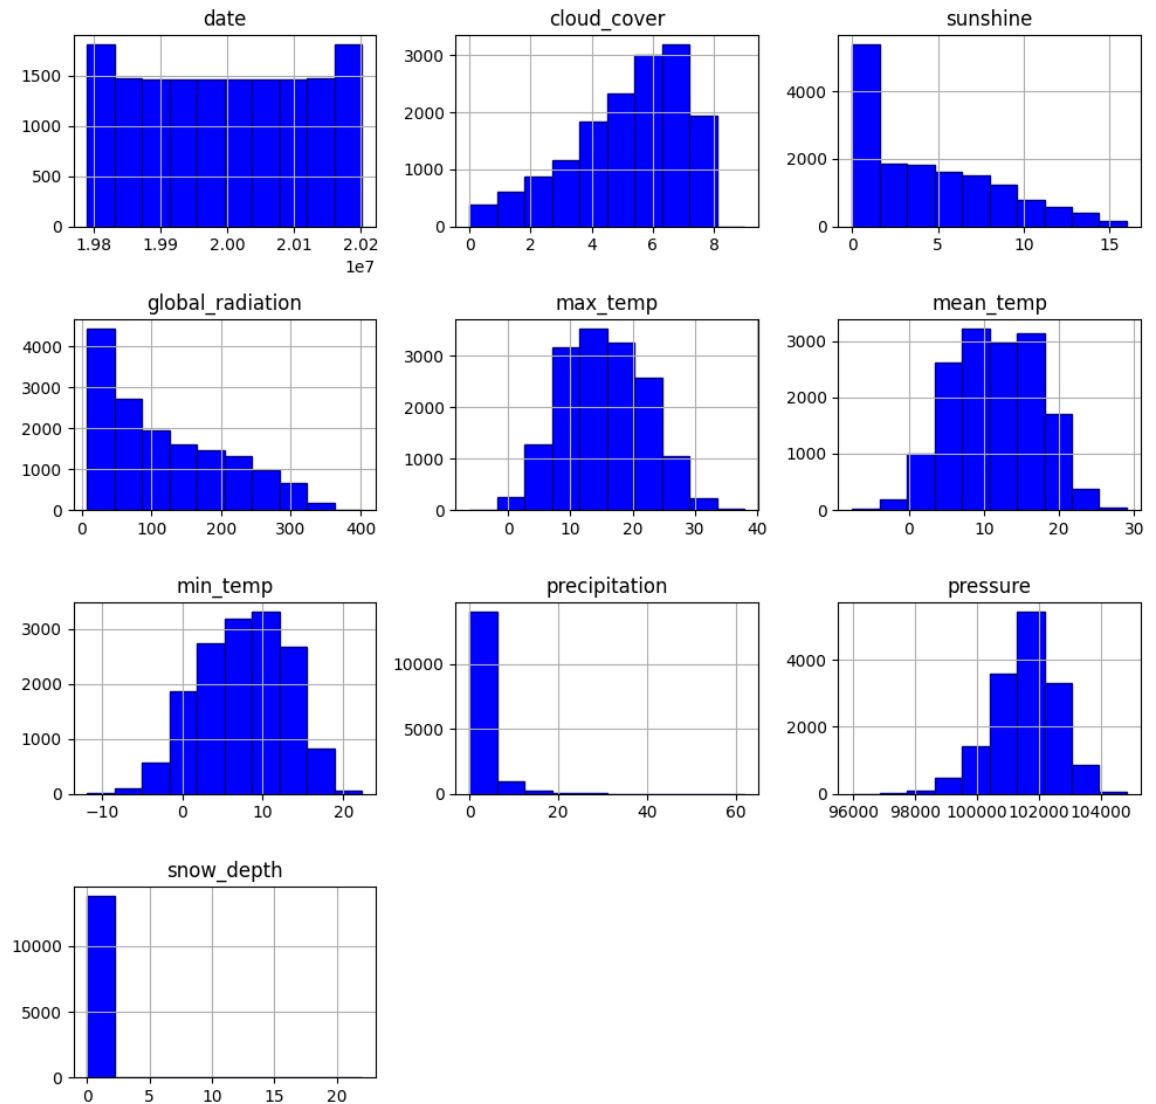 date
1500
1000
500
0
1.98 1.99 2.00 2.01 2.02
1e7
cloud_cover
3000
2000
1000
0
0 2 4 6 8
sunshine
4000
2000
0
0 5 10 15
global_radiation
4000
3000
2000
1000
0
0 100 200 300 400
max_temp
3000
2000
1000
0
0 10 20 30 40
mean_temp
3000
2000
1000
0
0 10 20 30
min_temp
3000
2000
1000
0
−10 0 10 20
precipitation
10000
5000
0
0 20 40 60
pressure
4000
2000
0
96000 98000 100000 102000 104000
snow_depth
10000
5000
0
0 5 10 15 20